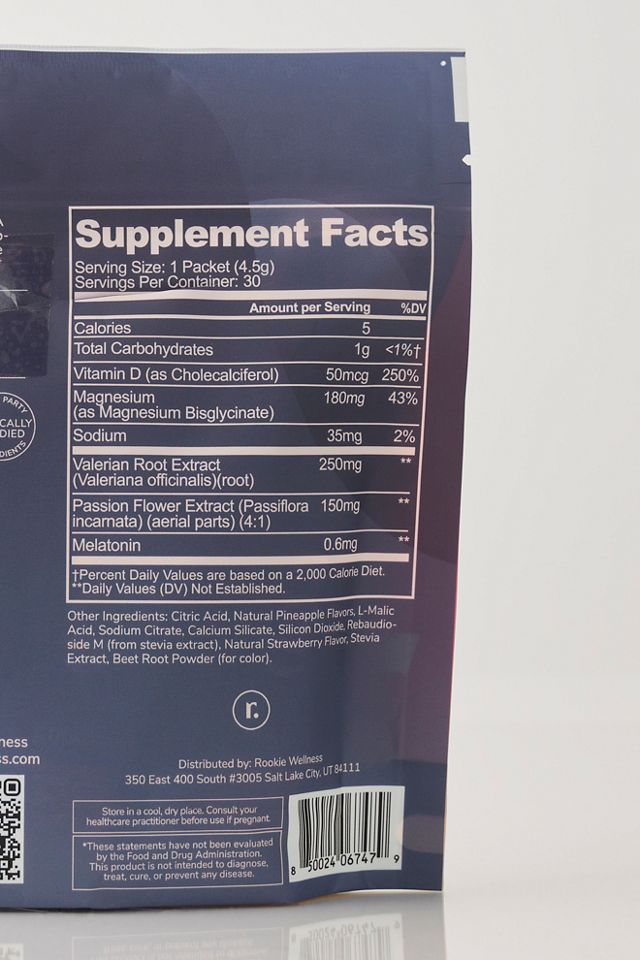 Supplement Facts
Serving Size: 1 Packet (4.5g)
Servings Per Container: 30
Amount per Serving %DV
Calories 5
Total Carbohydrates 1g <1%†
Vitamin D (as Cholecalciferol) 50mcg 250%
Magnesium 180mg 43%
(as Magnesium Bisglycinate)
Sodium 35mg 2%
Valerian Root Extract 250mg **
(Valeriana officinalis)(root)
Passion Flower Extract (Passiflora 150mg **
incarnata) (aerial parts) (4:1)
Melatonin 0.6mg **
†Percent Daily Values are based on a 2,000 Calorie Diet.
**Daily Values (DV) Not Established.
Other Ingredients: Citric Acid, Natural Pineapple Flavors, L-Malic
Acid, Sodium Citrate, Calcium Silicate, Silicon Dioxide, Rebaudio-
side M (from stevia extract), Natural Strawberry Flavor, Stevia
Extract, Beet Root Powder (for color).
r.
Distributed by: Rookie Wellness
350 East 400 South #3005 Salt Lake City, UT 84111
Store in a cool, dry place. Consult your
healthcare practitioner before use if pregnant.
*These statements have not been evaluated
by the Food and Drug Administration.
This product is not intended to diagnose,
treat, cure, or prevent any disease.
8 50024 06747 9
PARTY
CALLY
DIED
DIENTS
ness
ss.com